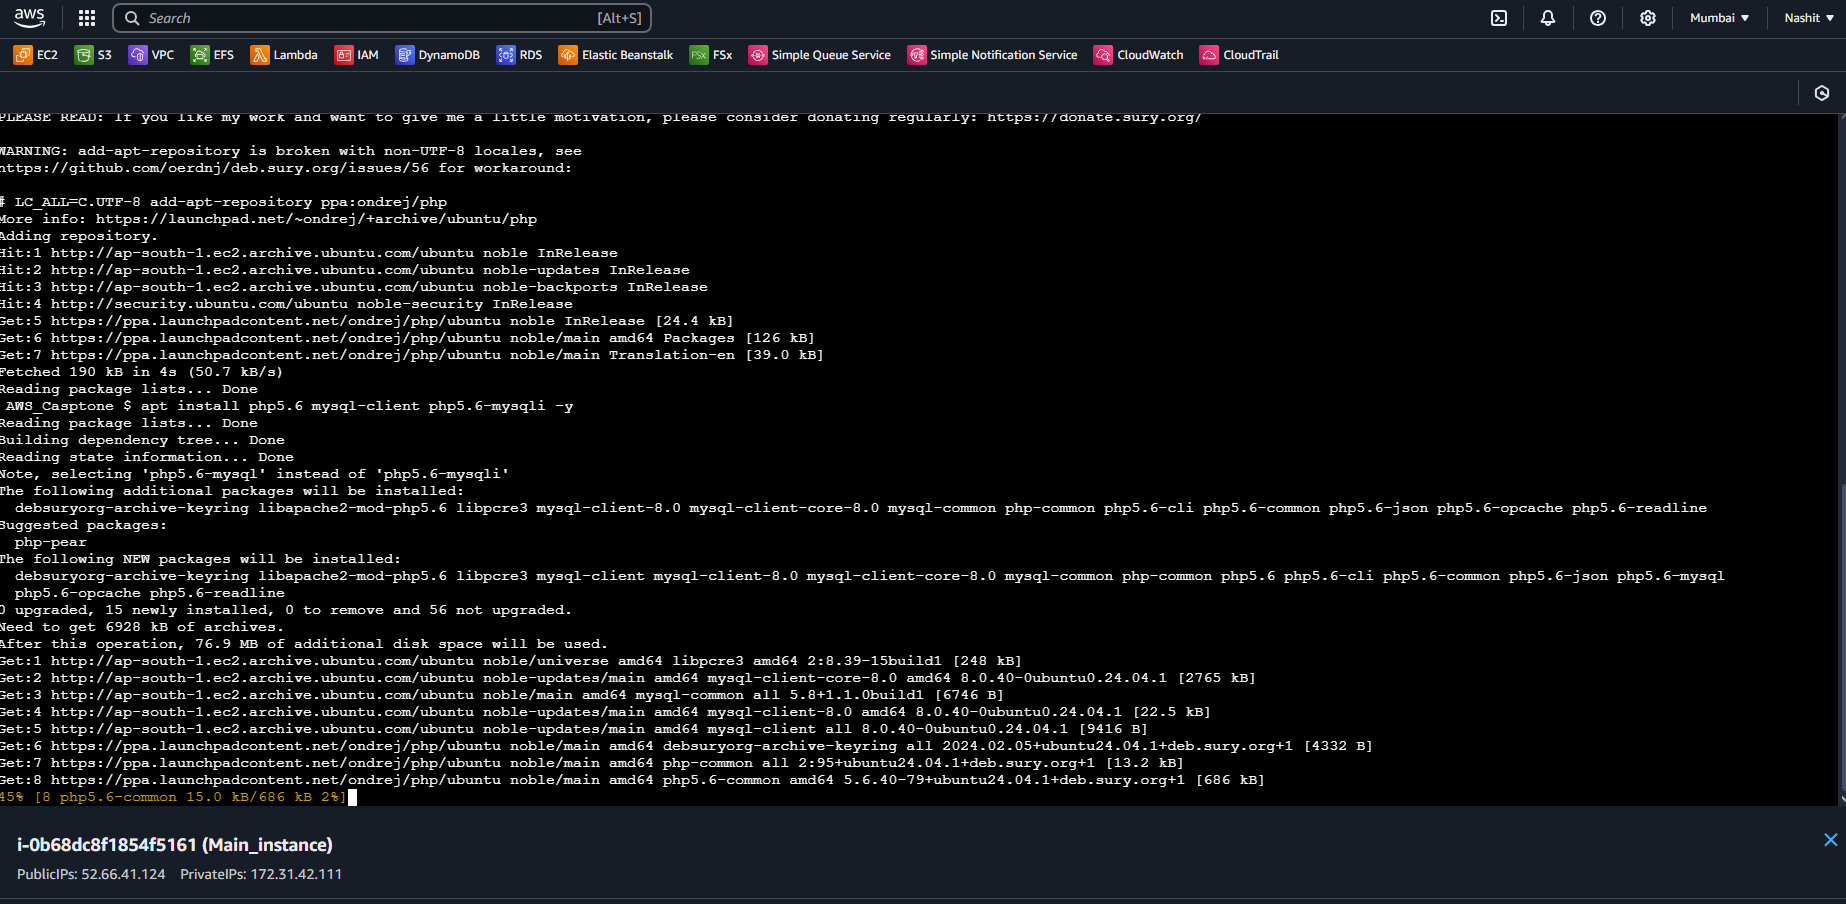 aws
Search [Alt+S]
Mumbai ▼ Nashit ▼
EC2 S3 VPC EFS Lambda IAM DynamoDB RDS Elastic Beanstalk FSx FSx Simple Queue Service Simple Notification Service CloudWatch CloudTrail
PLEASE READ: If you like my work and want to give me a little motivation, please consider donating regularly: https://donate.sury.org/
WARNING: add-apt-repository is broken with non-UTF-8 locales, see
https://github.com/oerdnj/deb.sury.org/issues/56 for workaround:
# LC_ALL=C.UTF-8 add-apt-repository ppa:ondrej/php
More info: https://launchpad.net/~ondrej/+archive/ubuntu/php
Adding repository.
Hit:1 http://ap-south-1.ec2.archive.ubuntu.com/ubuntu noble InRelease
Hit:2 http://ap-south-1.ec2.archive.ubuntu.com/ubuntu noble-updates InRelease
Hit:3 http://ap-south-1.ec2.archive.ubuntu.com/ubuntu noble-backports InRelease
Hit:4 http://security.ubuntu.com/ubuntu noble-security InRelease
Get:5 https://ppa.launchpadcontent.net/ondrej/php/ubuntu noble InRelease [24.4 kB]
Get:6 https://ppa.launchpadcontent.net/ondrej/php/ubuntu noble/main amd64 Packages [126 kB]
Get:7 https://ppa.launchpadcontent.net/ondrej/php/ubuntu noble/main Translation-en [39.0 kB]
Fetched 190 kB in 4s (50.7 kB/s)
Reading package lists... Done
AWS_Casptone $ apt install php5.6 mysql-client php5.6-mysqli -y
Reading package lists... Done
Building dependency tree... Done
Reading state information... Done
Note, selecting 'php5.6-mysql' instead of 'php5.6-mysqli'
The following additional packages will be installed:
debsuryorg-archive-keyring libapache2-mod-php5.6 libpcre3 mysql-client-8.0 mysql-client-core-8.0 mysql-common php-common php5.6-cli php5.6-common php5.6-json php5.6-opcache php5.6-readline
Suggested packages:
php-pear
The following NEW packages will be installed:
debsuryorg-archive-keyring libapache2-mod-php5.6 libpcre3 mysql-client mysql-client-8.0 mysql-client-core-8.0 mysql-common php-common php5.6 php5.6-cli php5.6-common php5.6-json php5.6-mysql
php5.6-opcache php5.6-readline
0 upgraded, 15 newly installed, 0 to remove and 56 not upgraded.
Need to get 6928 kB of archives.
After this operation, 76.9 MB of additional disk space will be used.
Get:1 http://ap-south-1.ec2.archive.ubuntu.com/ubuntu noble/universe amd64 libpcre3 amd64 2:8.39-15build1 [248 kB]
Get:2 http://ap-south-1.ec2.archive.ubuntu.com/ubuntu noble-updates/main amd64 mysql-client-core-8.0 amd64 8.0.40-0ubuntu0.24.04.1 [2765 kB]
Get:3 http://ap-south-1.ec2.archive.ubuntu.com/ubuntu noble/main amd64 mysql-common all 5.8+1.1.0build1 [6746 B]
Get:4 http://ap-south-1.ec2.archive.ubuntu.com/ubuntu noble-updates/main amd64 mysql-client-8.0 amd64 8.0.40-0ubuntu0.24.04.1 [22.5 kB]
Get:5 http://ap-south-1.ec2.archive.ubuntu.com/ubuntu noble-updates/main amd64 mysql-client all 8.0.40-0ubuntu0.24.04.1 [9416 B]
Get:6 https://ppa.launchpadcontent.net/ondrej/php/ubuntu noble/main amd64 debsuryorg-archive-keyring all 2024.02.05+ubuntu24.04.1+deb.sury.org+1 [4332 B]
Get:7 https://ppa.launchpadcontent.net/ondrej/php/ubuntu noble/main amd64 php-common all 2:95+ubuntu24.04.1+deb.sury.org+1 [13.2 kB]
Get:8 https://ppa.launchpadcontent.net/ondrej/php/ubuntu noble/main amd64 php5.6-common amd64 5.6.40-79+ubuntu24.04.1+deb.sury.org+1 [686 kB]
45% [8 php5.6-common 15.0 kB/686 kB 2%]
i-0b68dc8f1854f5161 (Main_instance)
PublicIPs: 52.66.41.124 PrivateIPs: 172.31.42.111